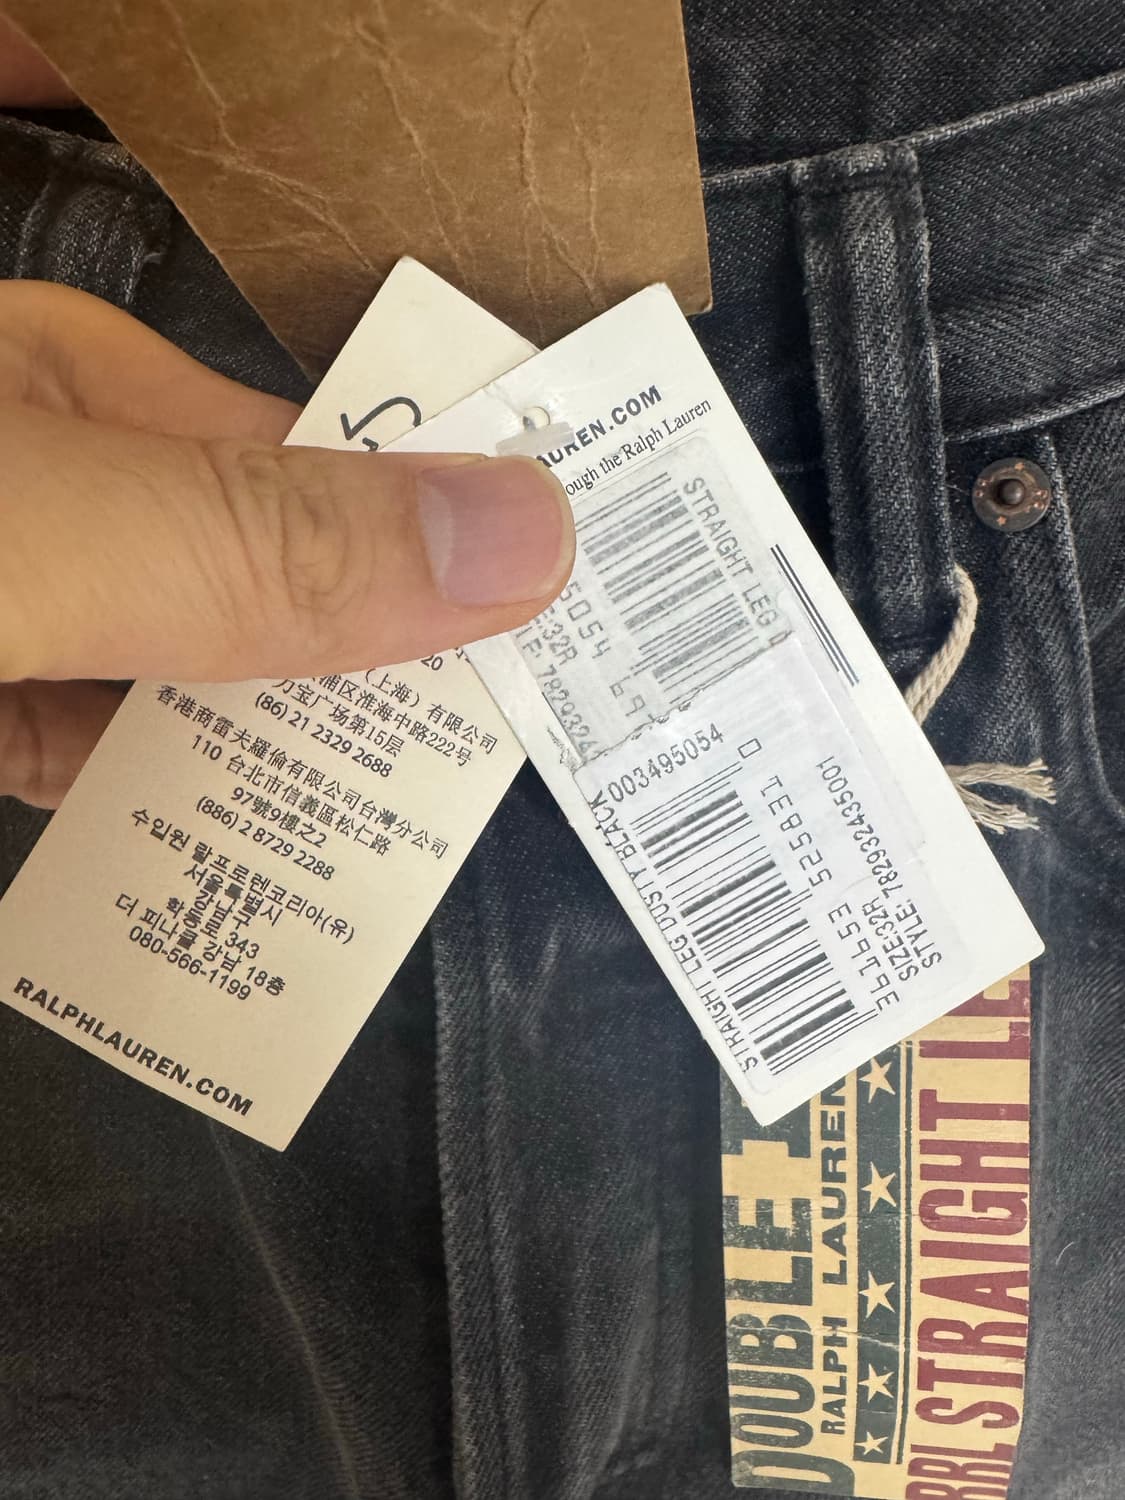 (上海)有限公司
浦区淮海中路222号
力宝广场第15层
(86) 21 2329 2688
香港商雷夫羅倫有限公司台灣分公司
110 台北市信義區松仁路
97號9樓之2
(886) 2 8729 2288
수입원 랄프로렌코리아(유)
서울특별시
강남구
학동로 343
더 피나클 강남 18층
080-566-1199
RALPHLAUREN.COM
LAUREN.COM
the Ralph Lauren
STRAIGHT LEG
STRAIGHT LEG DUSTY BLACK
003495054
0 525831 361653
SIZE:32R
STYLE: 782932435001
DOUBLE
RALPH LAUREN
RRL STRAIGHT